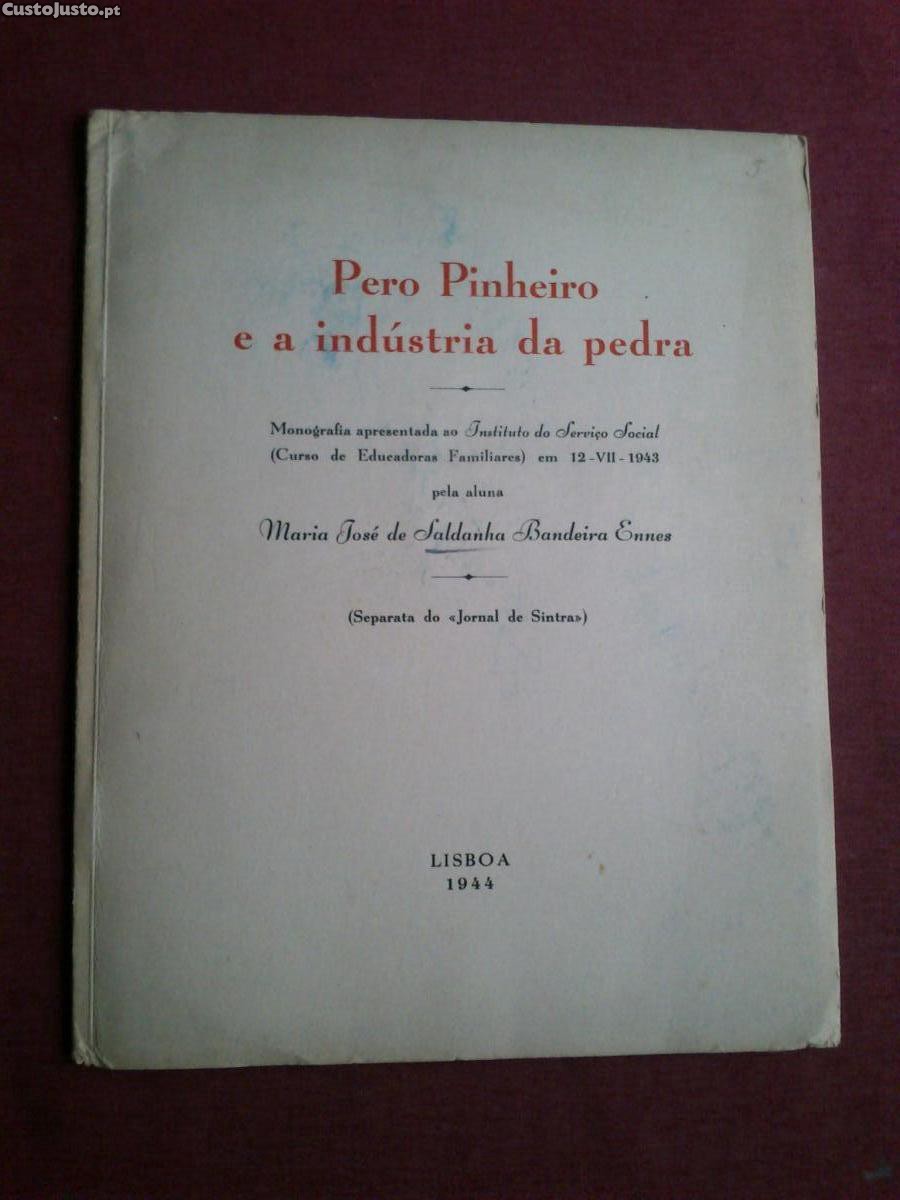 CustoJusto.pt
5
Pero Pinheiro
e a indústria da pedra
Monografia apresentada ao Instituto do Serviço Social
(Curso de Educadoras Familiares) em 12-VII-1943
pela aluna
Maria José de Saldanha Bandeira Ennes
(Separata do «Jornal de Sintra»)
LISBOA
1944